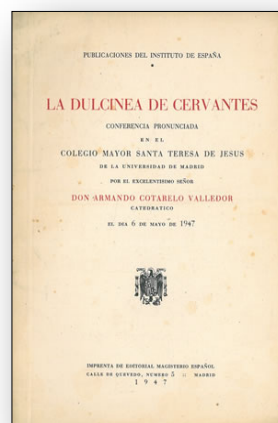 PUBLICACIONES DEL INSTITUTO DE ESPAÑA
LA DULCINEA DE CERVANTES
CONFERENCIA PRONUNCIADA
EN EL
COLEGIO MAYOR SANTA TERESA DE JESUS
DE LA UNIVERSIDAD DE MADRID
POR EL EXCELENTISIMO SEÑOR
DON ARMANDO COTARELO VALLEDOR
CATEDRATICO
EL DIA 6 DE MAYO DE 1947
IMPRENTA DE EDITORIAL MAGISTERIO ESPAÑOL
CALLE DE QUEVEDO, NUMERO 5 :: MADRID
1947